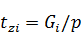 t_{zi} = G_i/p